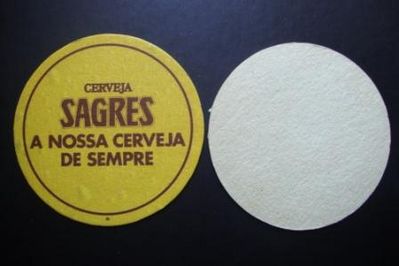 CERVEJA
SAGRES
A NOSSA CERVEJA
DE SEMPRE